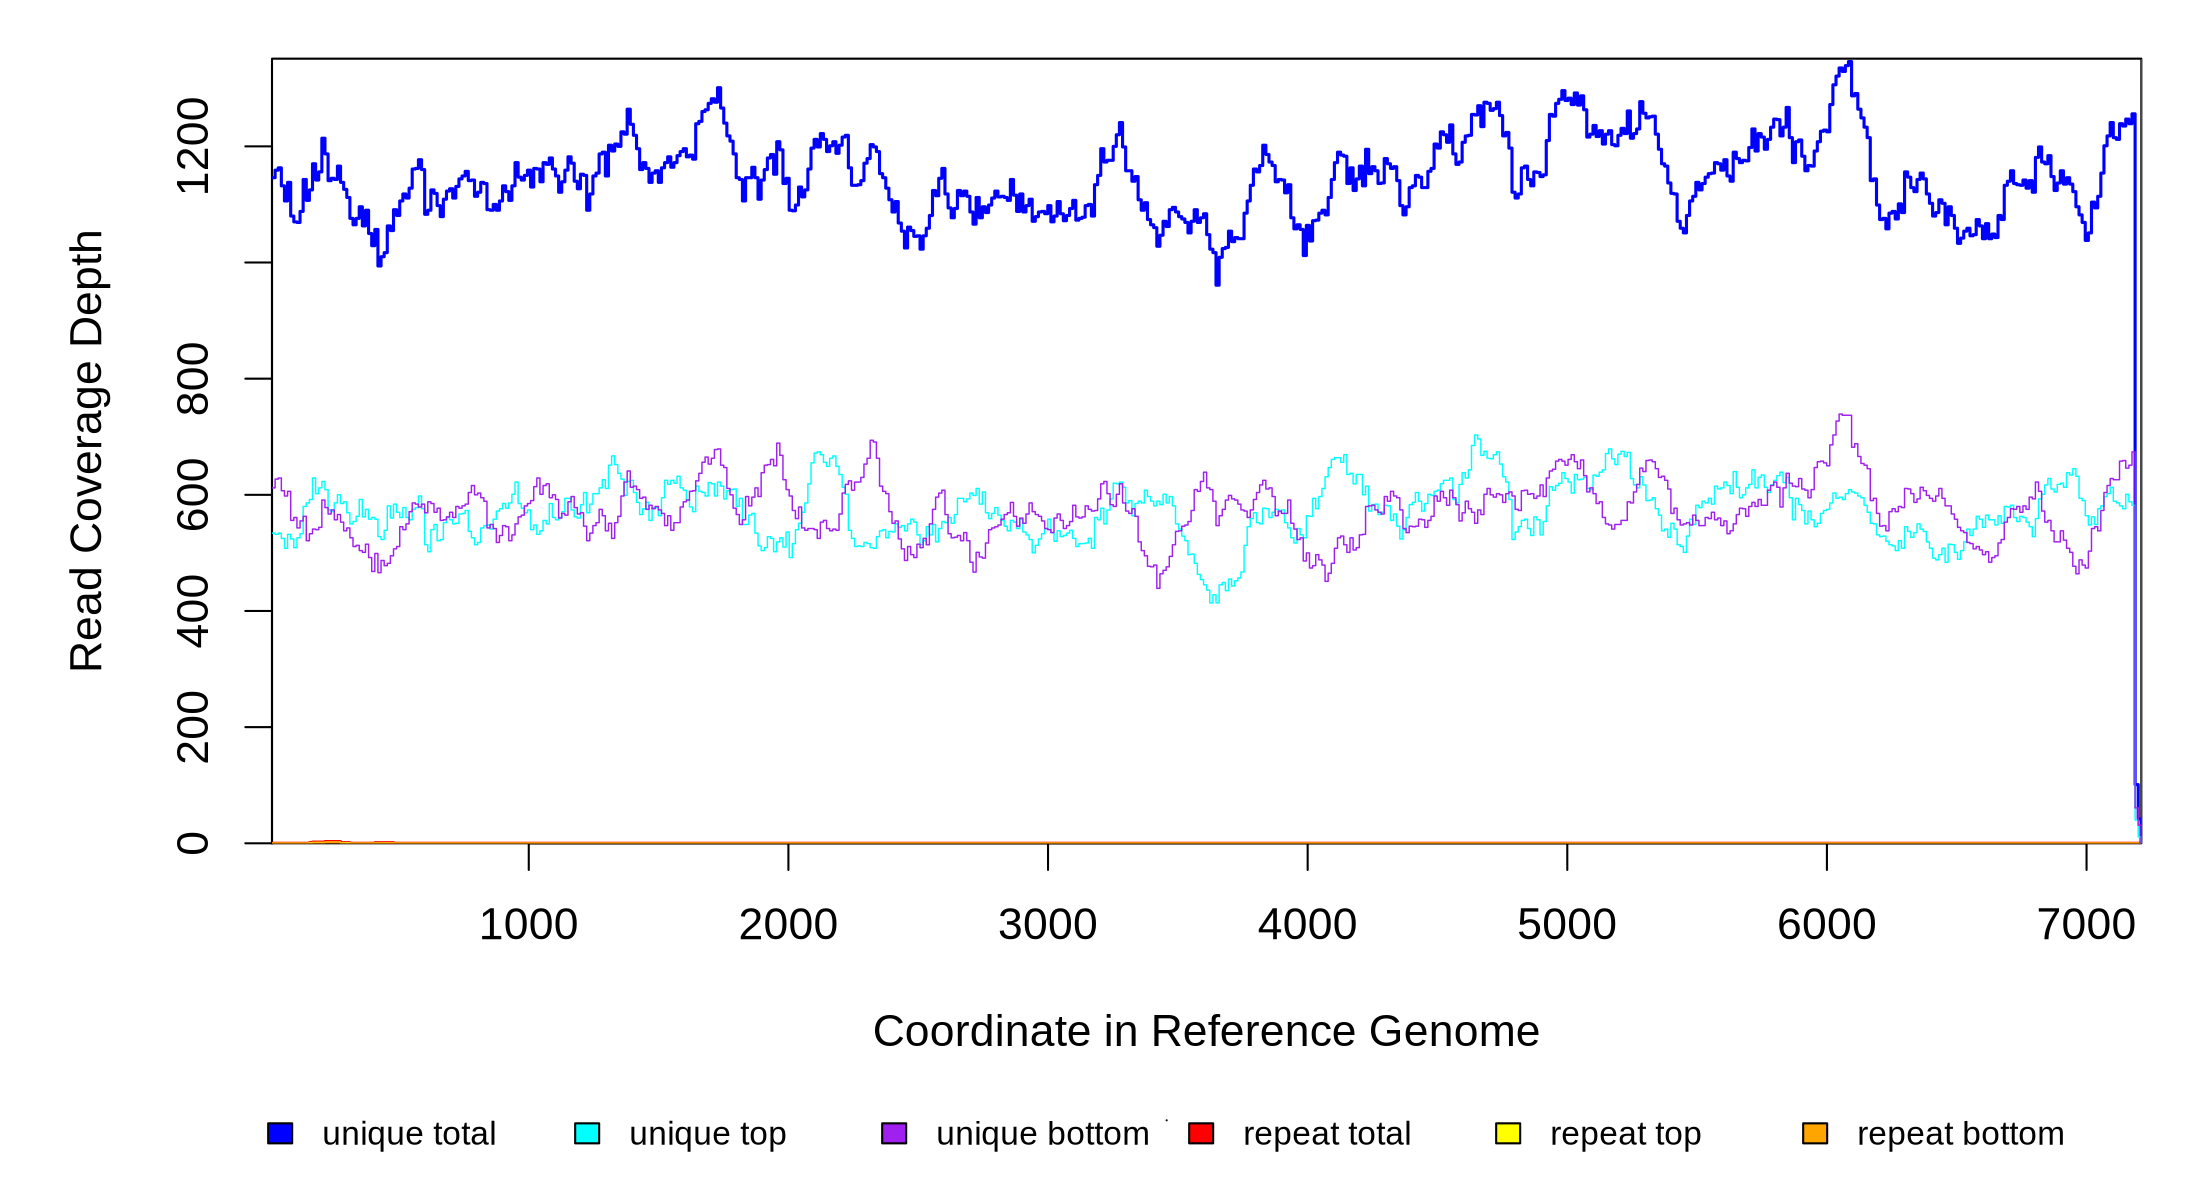 Read Coverage Depth
1200
800
600
400
200
0
1000 2000 3000 4000 5000 6000 7000
Coordinate in Reference Genome
unique total unique top unique bottom repeat total repeat top repeat bottom